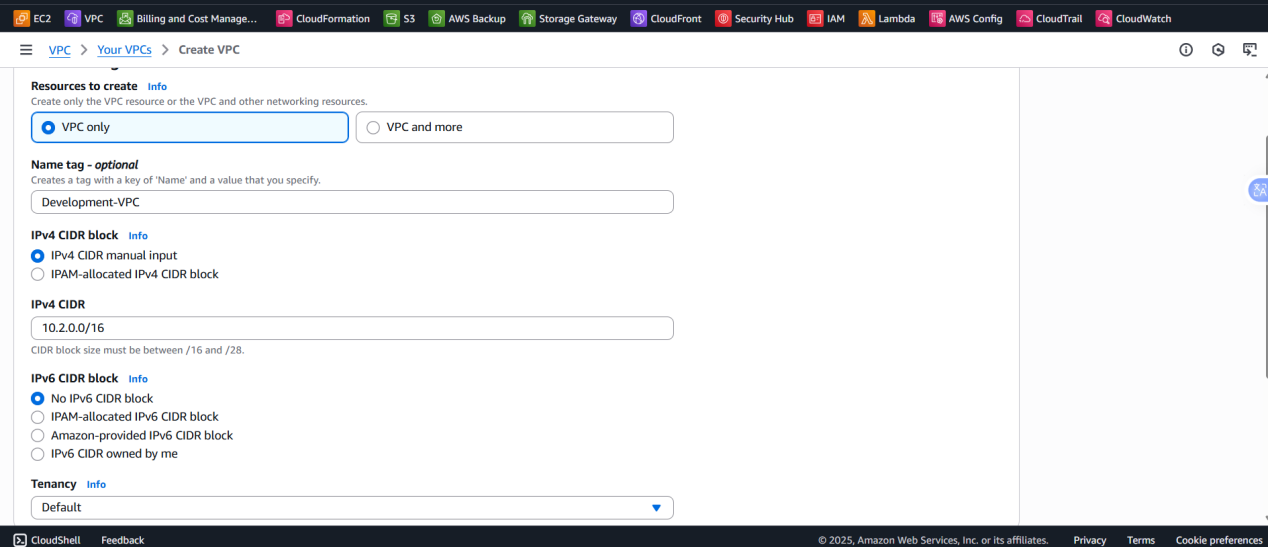 EC2 VPC Billing and Cost Manage... CloudFormation S3 AWS Backup Storage Gateway CloudFront Security Hub IAM Lambda AWS Config CloudTrail CloudWatch
VPC > Your VPCs > Create VPC
Resources to create Info
Create only the VPC resource or the VPC and other networking resources.
VPC only VPC and more
Name tag - optional
Creates a tag with a key of 'Name' and a value that you specify.
Development-VPC
IPv4 CIDR block Info
IPv4 CIDR manual input
IPAM-allocated IPv4 CIDR block
IPv4 CIDR
10.2.0.0/16
CIDR block size must be between /16 and /28.
IPv6 CIDR block Info
No IPv6 CIDR block
IPAM-allocated IPv6 CIDR block
Amazon-provided IPv6 CIDR block
IPv6 CIDR owned by me
Tenancy Info
Default
CloudShell Feedback © 2025, Amazon Web Services, Inc. or its affiliates. Privacy Terms Cookie preferences